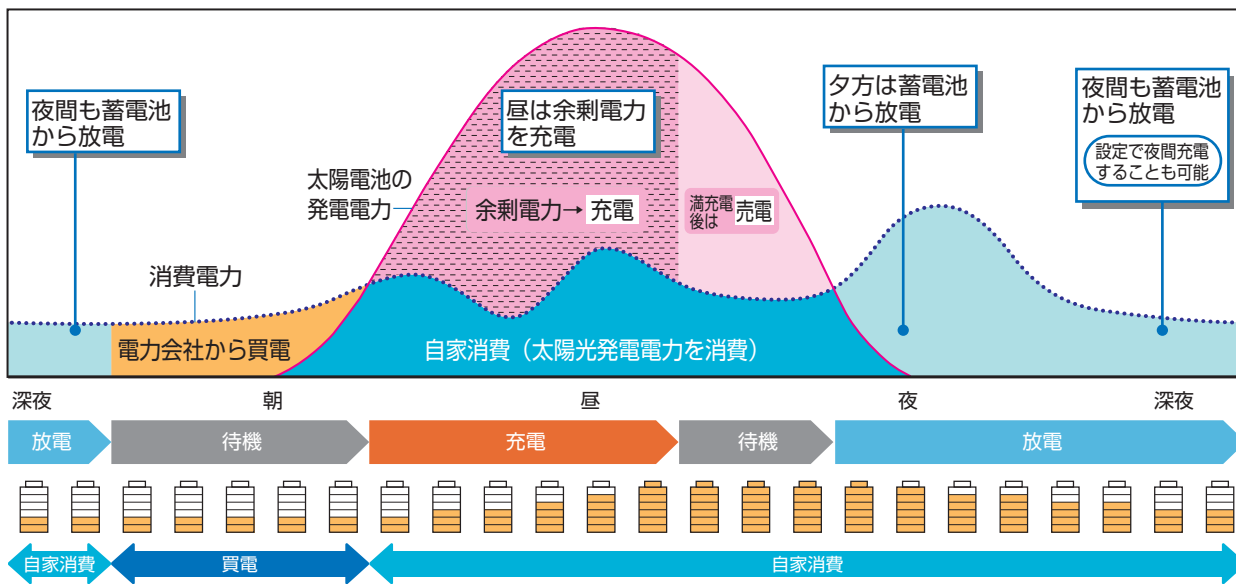 夜間も蓄電池
から放電
昼は余剰電力
を充電
夕方は蓄電池
から放電
夜間も蓄電池
から放電
設定で夜間充電
することも可能
太陽電池の
発電電力
余剰電力→充電
満充電
後は
売電
消費電力
電力会社から買電
自家消費（太陽光発電電力を消費）
深夜
朝
昼
夜
深夜
放電
待機
充電
待機
放電
自家消費
買電
自家消費